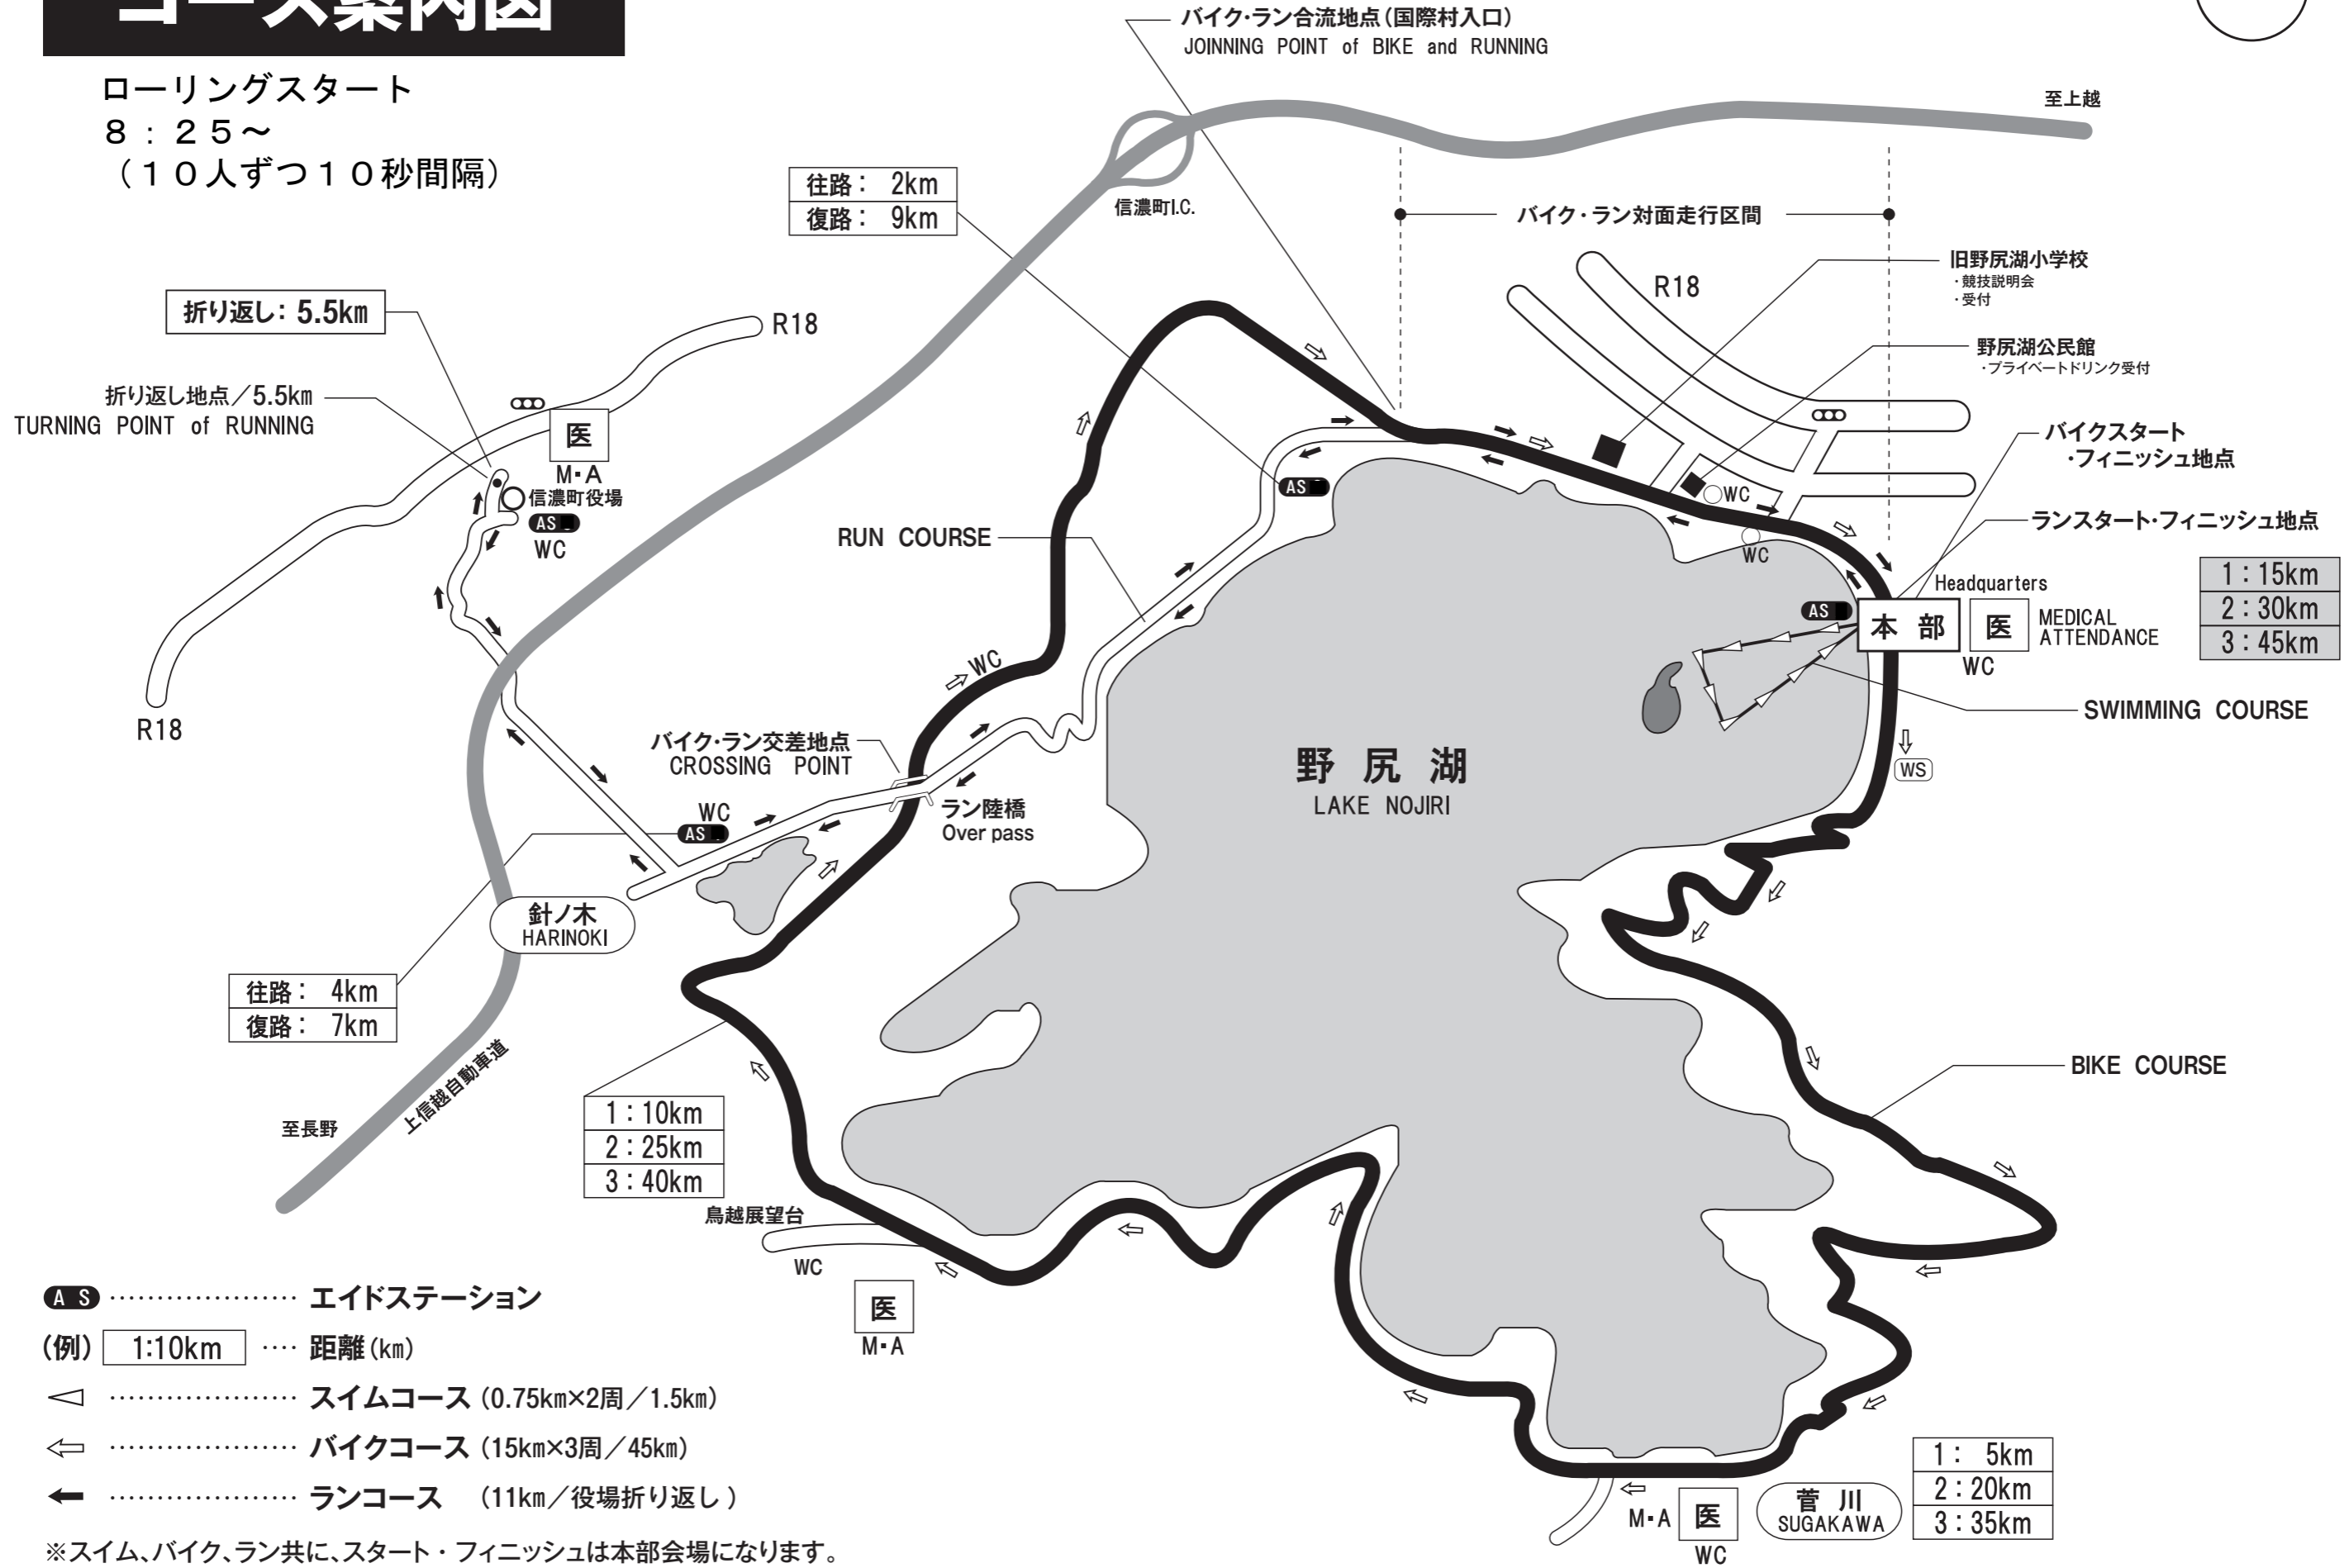 コース案内図
ローリングスタート
８：２５～
（１０人ずつ１０秒間隔）
バイク・ラン合流地点（国際村入口）
JOINNING POINT of BIKE and RUNNING
至上越
往路： 2km
復路： 9km
信濃町I.C.
バイク・ラン対面走行区間
旧野尻湖小学校
・競技説明会
・受付
R18
野尻湖公民館
・プライベートドリンク受付
折り返し：5.5km
R18
折り返し地点／5.5km
TURNING POINT of RUNNING
医
M・A
信濃町役場
AS
WC
バイクスタート
・フィニッシュ地点
AS
WC
WC
ランスタート・フィニッシュ地点
RUN COURSE
Headquarters
AS
本 部
医
MEDICAL
ATTENDANCE
WC
1：15km
2：30km
3：45km
WC
R18
SWIMMING COURSE
バイク・ラン交差地点
CROSSING POINT
WS
野 尻 湖
LAKE NOJIRI
WC
AS
ラン陸橋
Over pass
針ノ木
HARINOKI
往路： 4km
復路： 7km
上信越自動車道
至長野
BIKE COURSE
1：10km
2：25km
3：40km
鳥越展望台
WC
医
M・A
A S ………………… エイドステーション
（例） 1:10km ‥‥ 距離（km）
………………… スイムコース（0.75km×2周／1.5km）
………………… バイクコース（15km×3周／45km）
………………… ランコース （11km／役場折り返し ）
※スイム、バイク、ラン共に、スタート・フィニッシュは本部会場になります。
1： 5km
2：20km
3：35km
M・A
医
WC
菅 川
SUGAKAWA